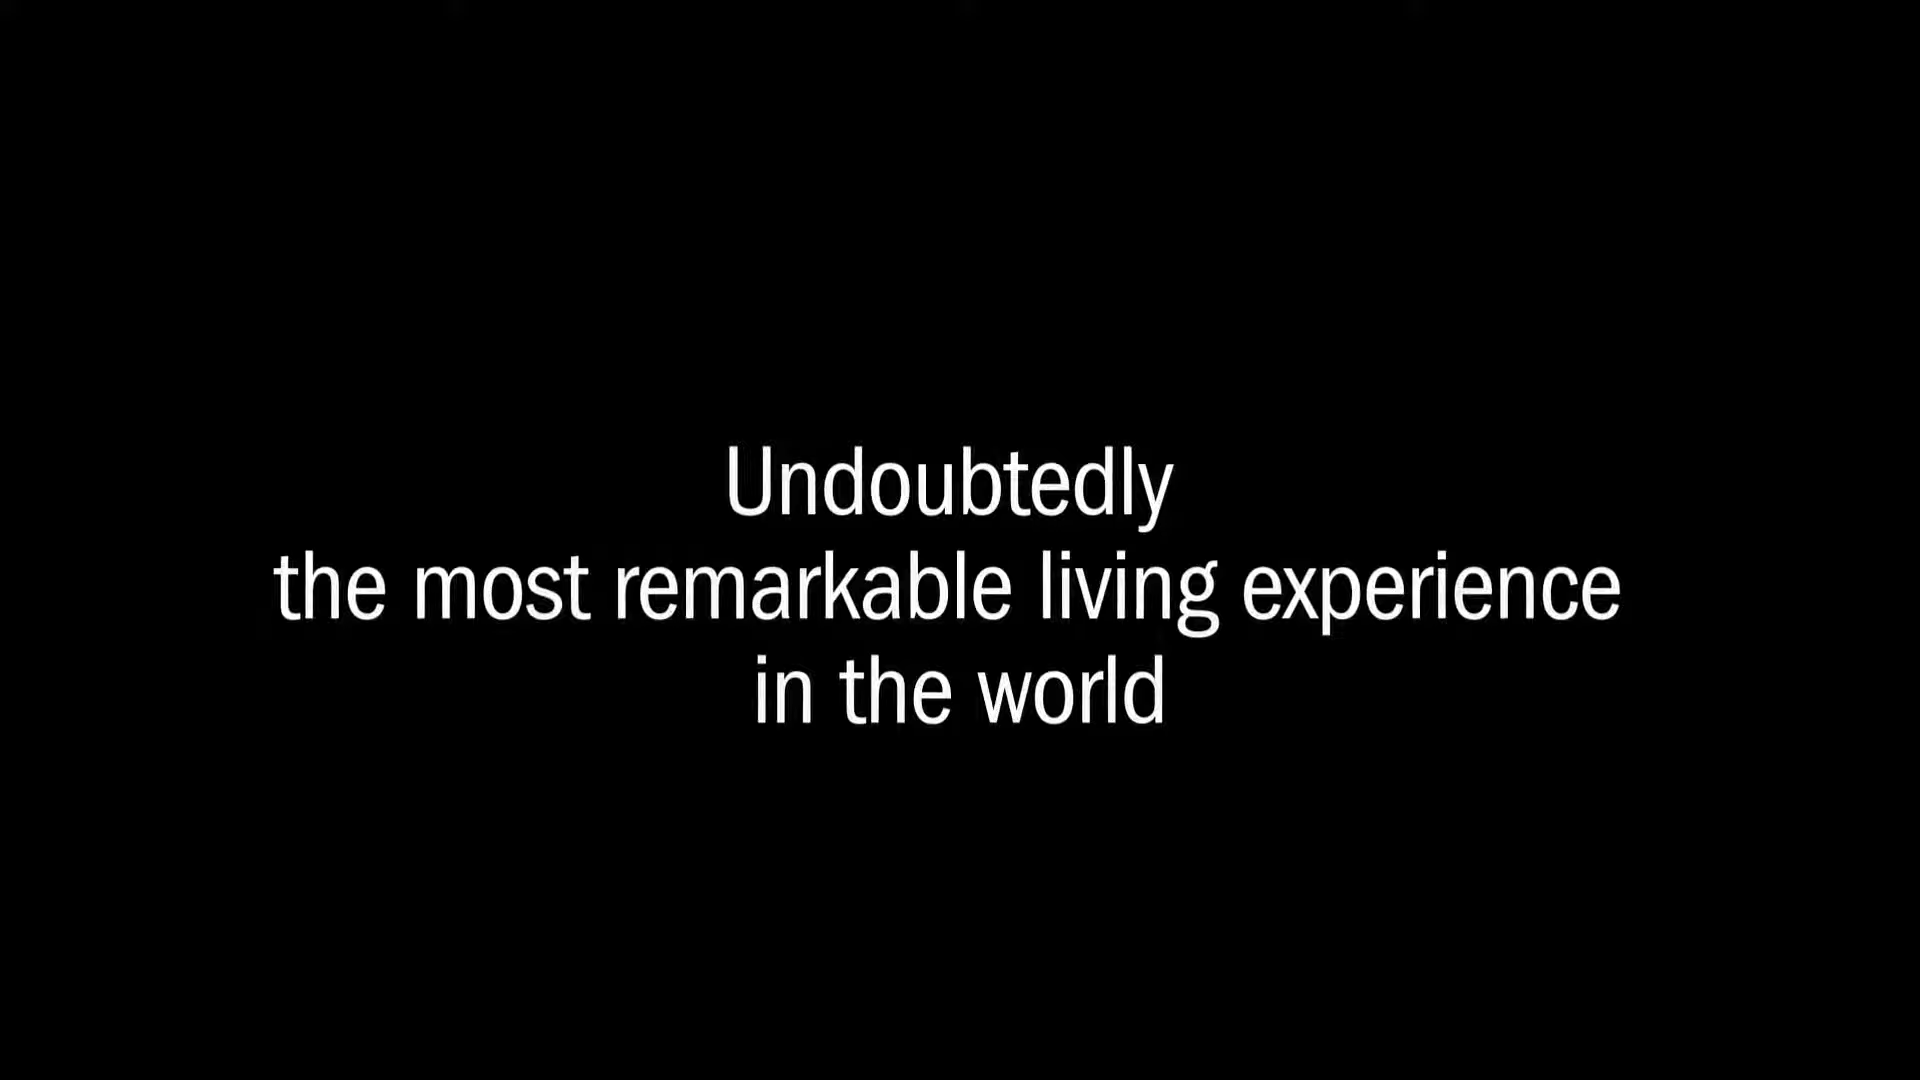 Undoubtedly
the most remarkable living experience
in the world